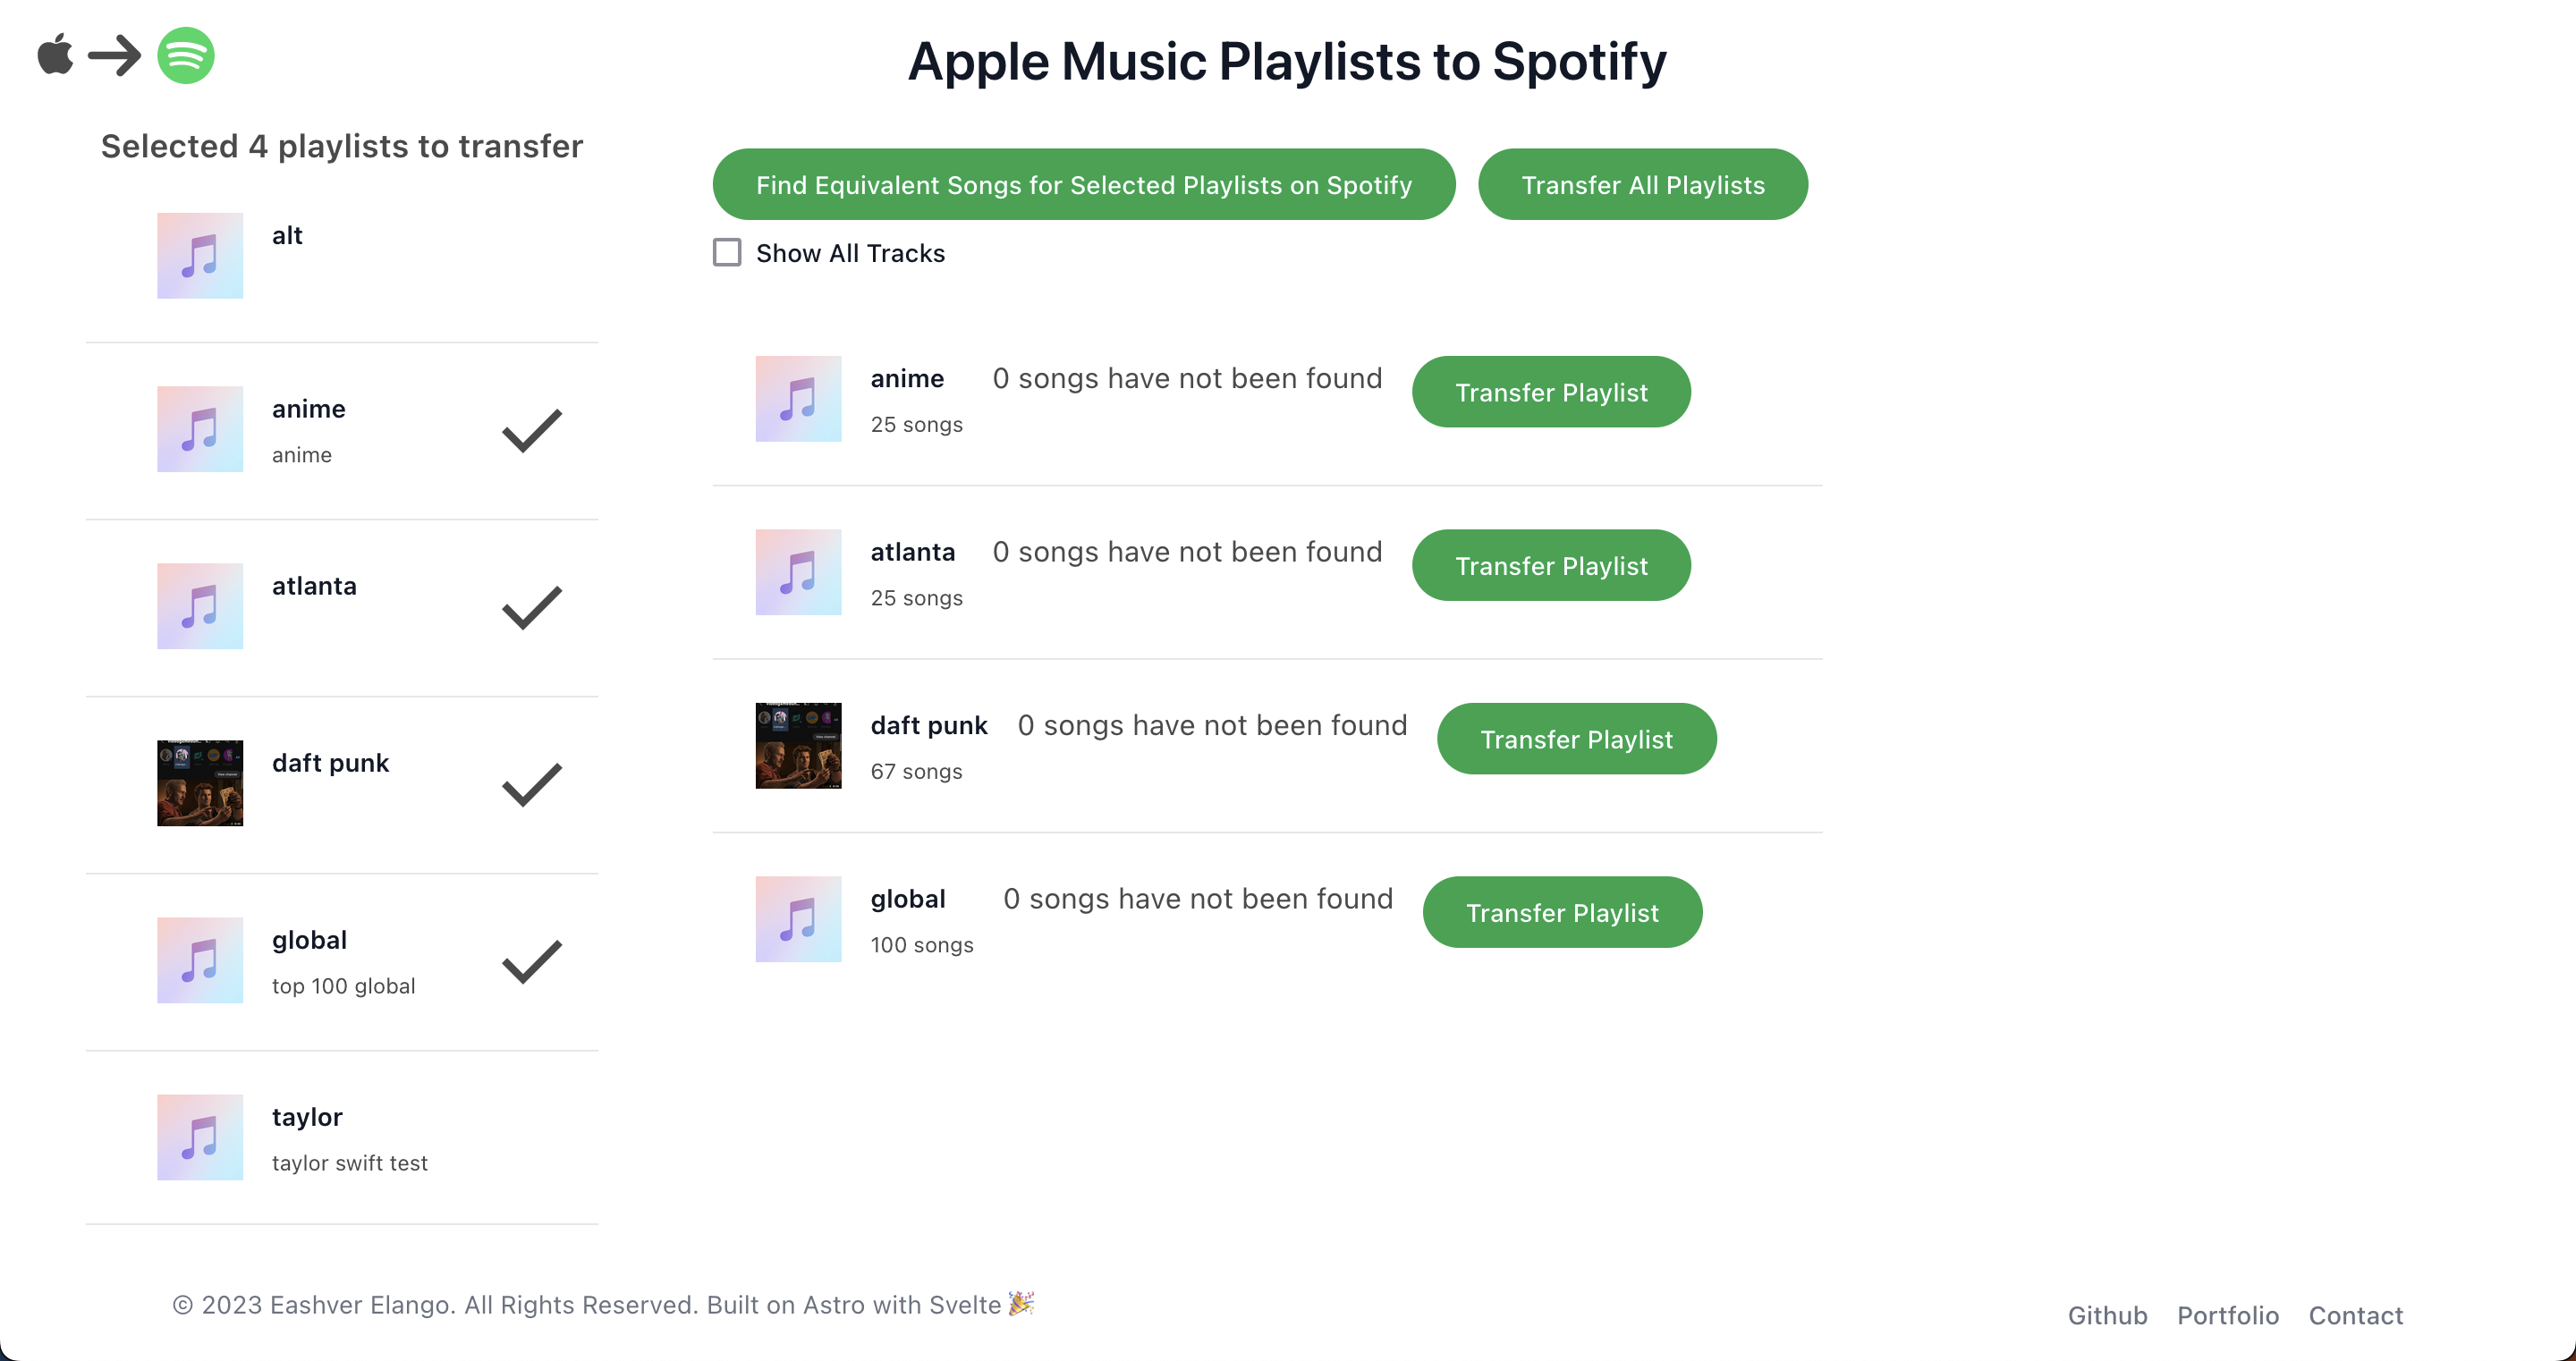 Apple Music Playlists to Spotify
Selected 4 playlists to transfer
alt
anime
anime
atlanta
daft punk
global
top 100 global
taylor
taylor swift test
Find Equivalent Songs for Selected Playlists on Spotify
Transfer All Playlists
Show All Tracks
anime
0 songs have not been found
Transfer Playlist
25 songs
atlanta
0 songs have not been found
Transfer Playlist
25 songs
daft punk
0 songs have not been found
Transfer Playlist
67 songs
global
0 songs have not been found
Transfer Playlist
100 songs
© 2023 Eashver Elango. All Rights Reserved. Built on Astro with Svelte 🎉
Github
Portfolio
Contact